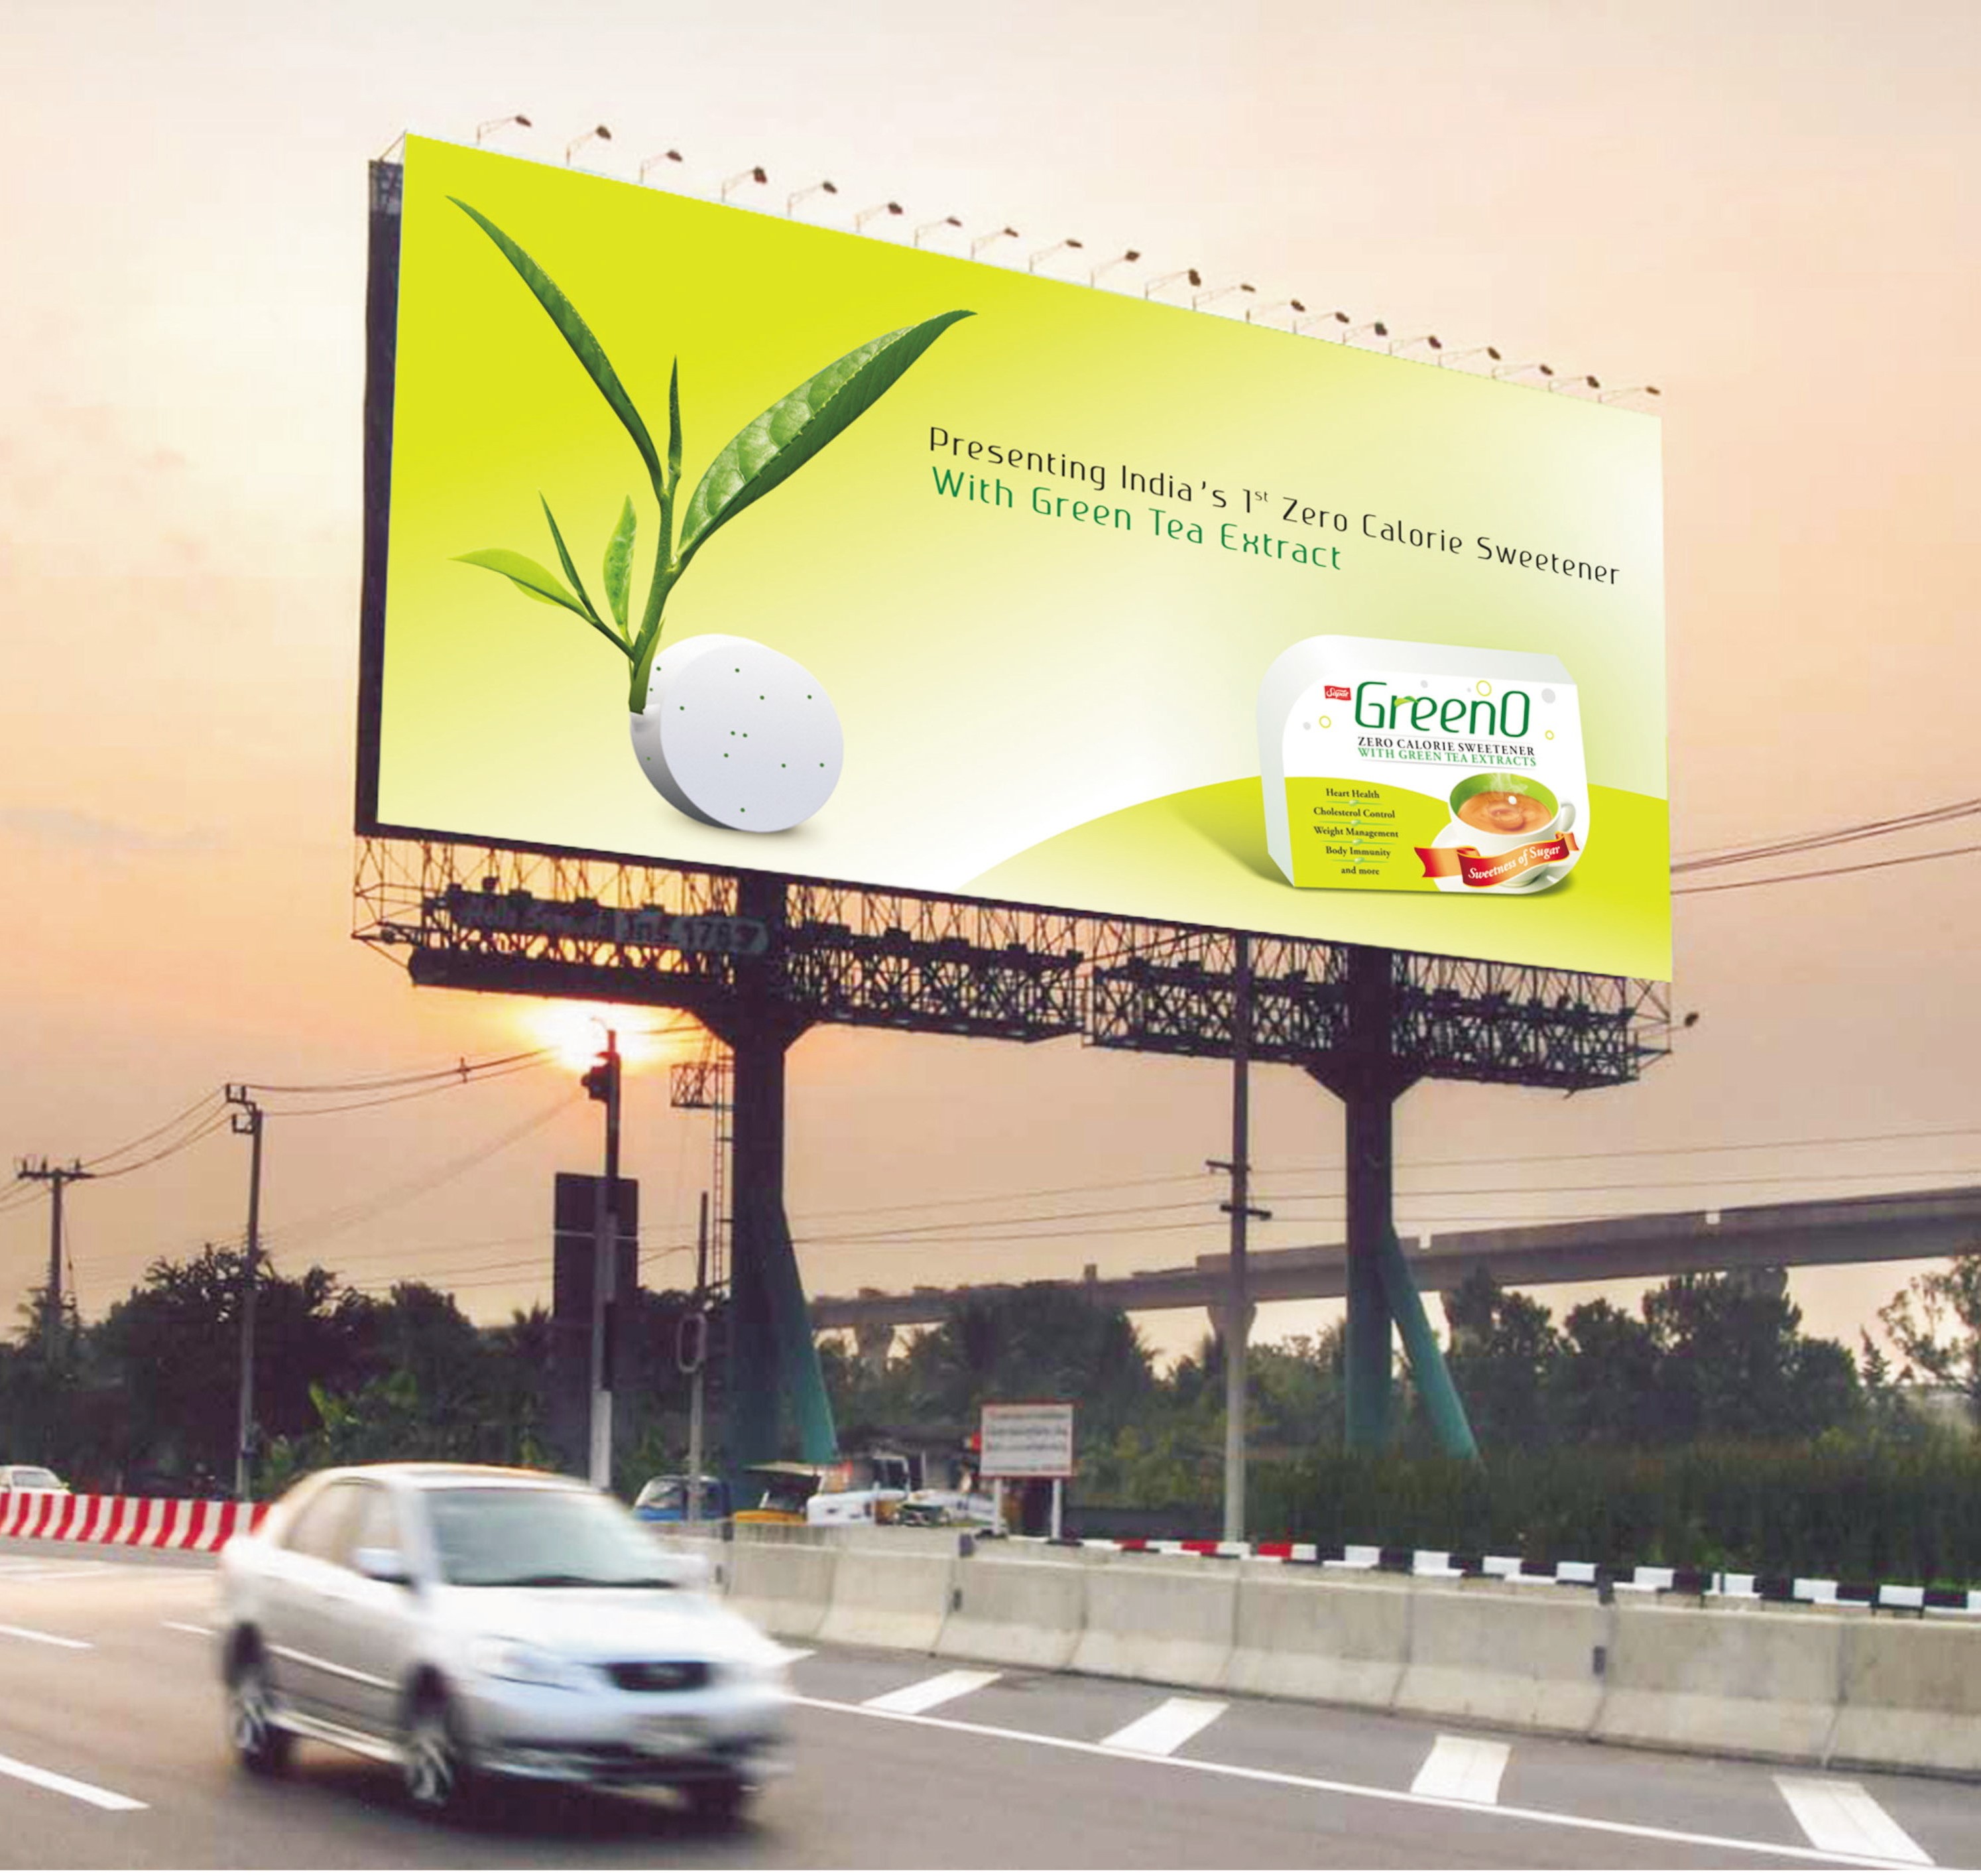 Presenting India's 1st Zero Calorie Sweetener
With Green Tea Extract
GreenO
ZERO CALORIE SWEETENER
WITH GREEN TEA EXTRACTS
Heart Health
Cholesterol Control
Weight Management
Body Immunity
and more
Sweetness of Sugar